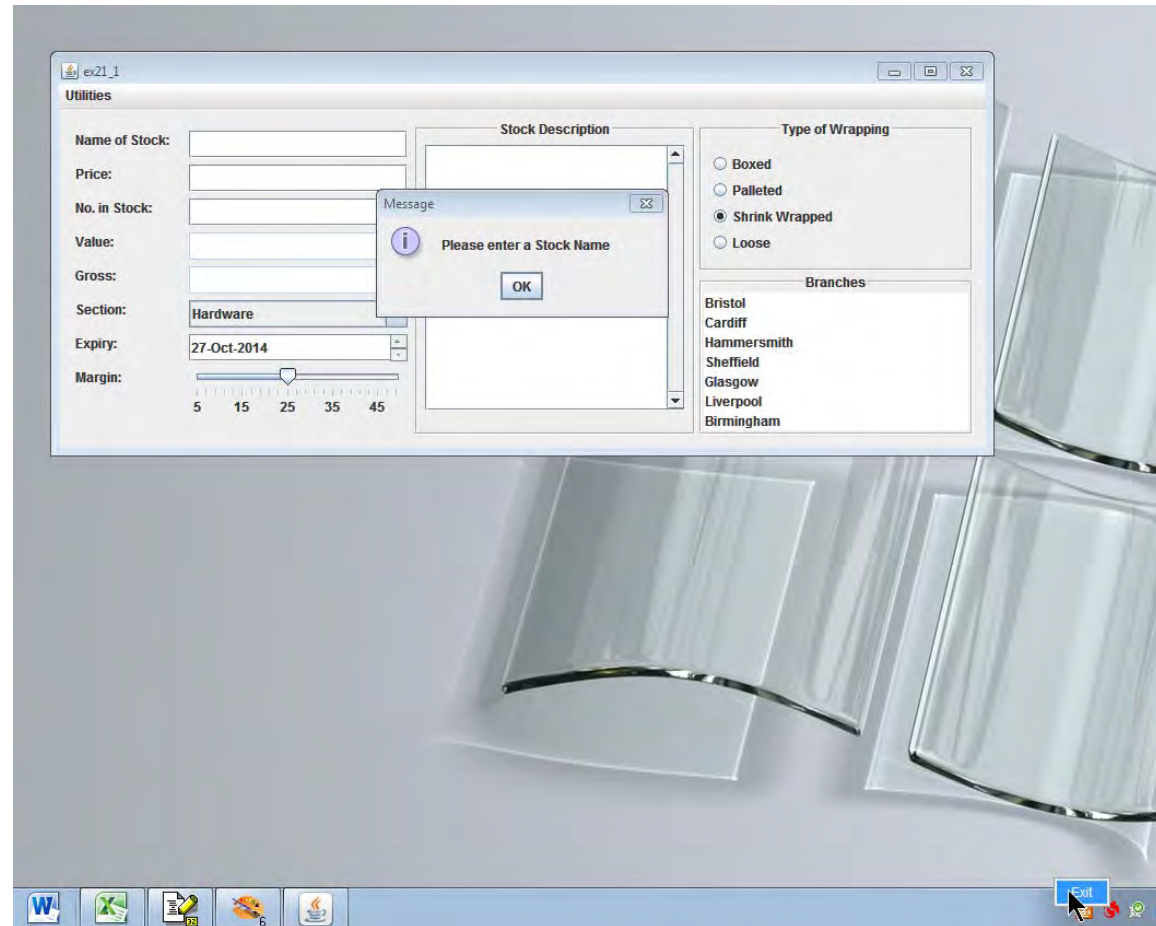 ex21_1
Utilities
Name of Stock:
Price:
No. in Stock:
Value:
Gross:
Section:
Hardware
Expiry:
27-Oct-2014
Margin:
5 15 25 35 45
Stock Description
Message
Please enter a Stock Name
OK
Type of Wrapping
Boxed
Palleted
Shrink Wrapped
Loose
Branches
Bristol
Cardiff
Hammersmith
Sheffield
Glasgow
Liverpool
Birmingham
Exit